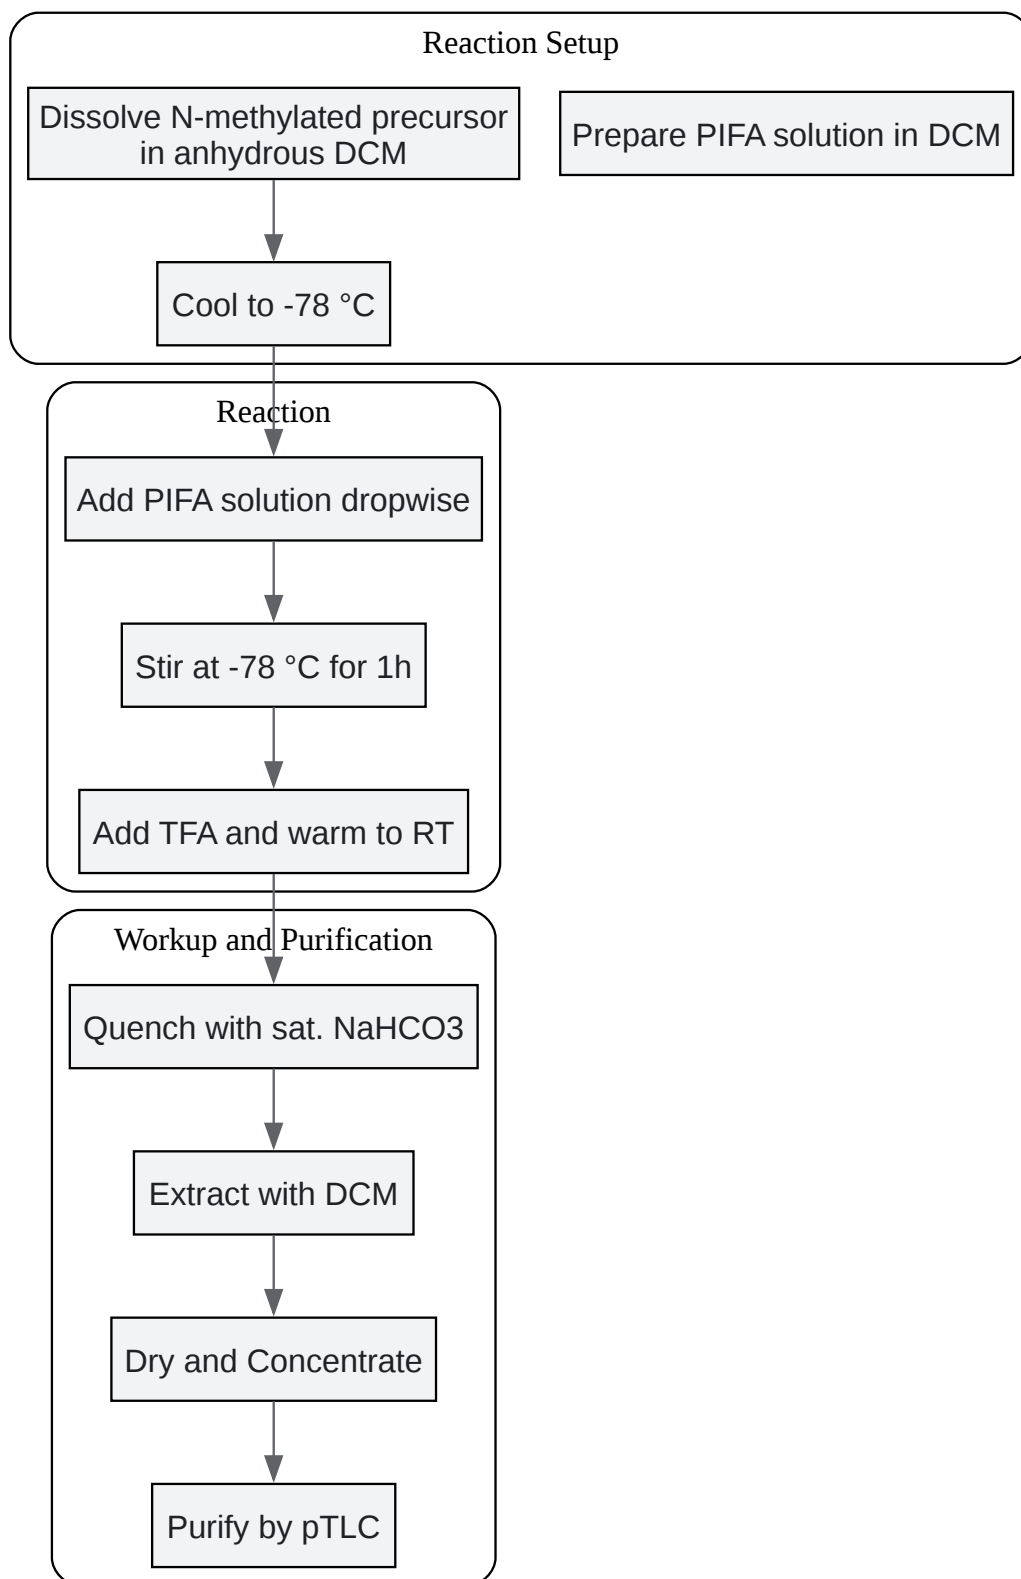 Reaction Setup
Dissolve N-methylated precursor
in anhydrous DCM
Prepare PIFA solution in DCM
Cool to -78 °C
Reaction
Add PIFA solution dropwise
Stir at -78 °C for 1h
Add TFA and warm to RT
Workup and Purification
Quench with sat. NaHCO3
Extract with DCM
Dry and Concentrate
Purify by pTLC